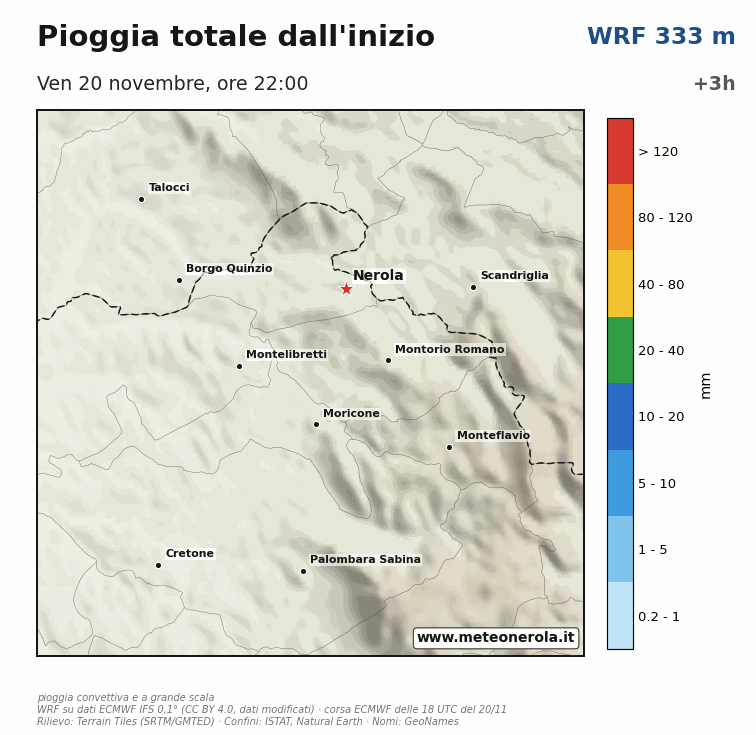 Pioggia totale dall'inizio
WRF 333 m
Ven 20 novembre, ore 22:00
+3h
Talocci
Borgo Quinzio
Nerola
Scandriglia
Montelibretti
Montorio Romano
Moricone
Monteflavio
Cretone
Palombara Sabina
www.meteonerola.it
> 120
80 - 120
40 - 80
20 - 40
10 - 20
5 - 10
1 - 5
0.2 - 1
mm
pioggia convettiva e a grande scala
WRF su dati ECMWF IFS 0,1° (CC BY 4.0, dati modificati) · corsa ECMWF delle 18 UTC del 20/11
Rilievo: Terrain Tiles (SRTM/GMTED) · Confini: ISTAT, Natural Earth · Nomi: GeoNames